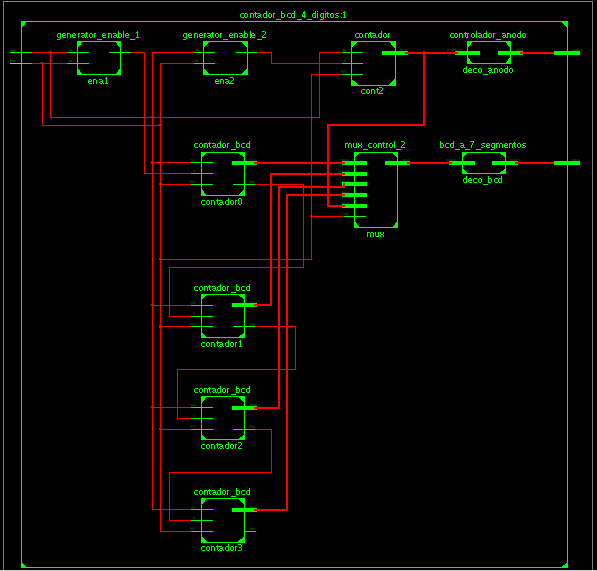 contador_bcd_4_digitos:1
generator_enable_1
generator_enable_2
contador
controlador_anodo
ena1
ena2
cont2
deco_anodo
contador_bcd
mux_control_2
bcd_a_7_segmentos
contador0
deco_bcd
mux
contador_bcd
contador1
contador_bcd
contador2
contador_bcd
contador3